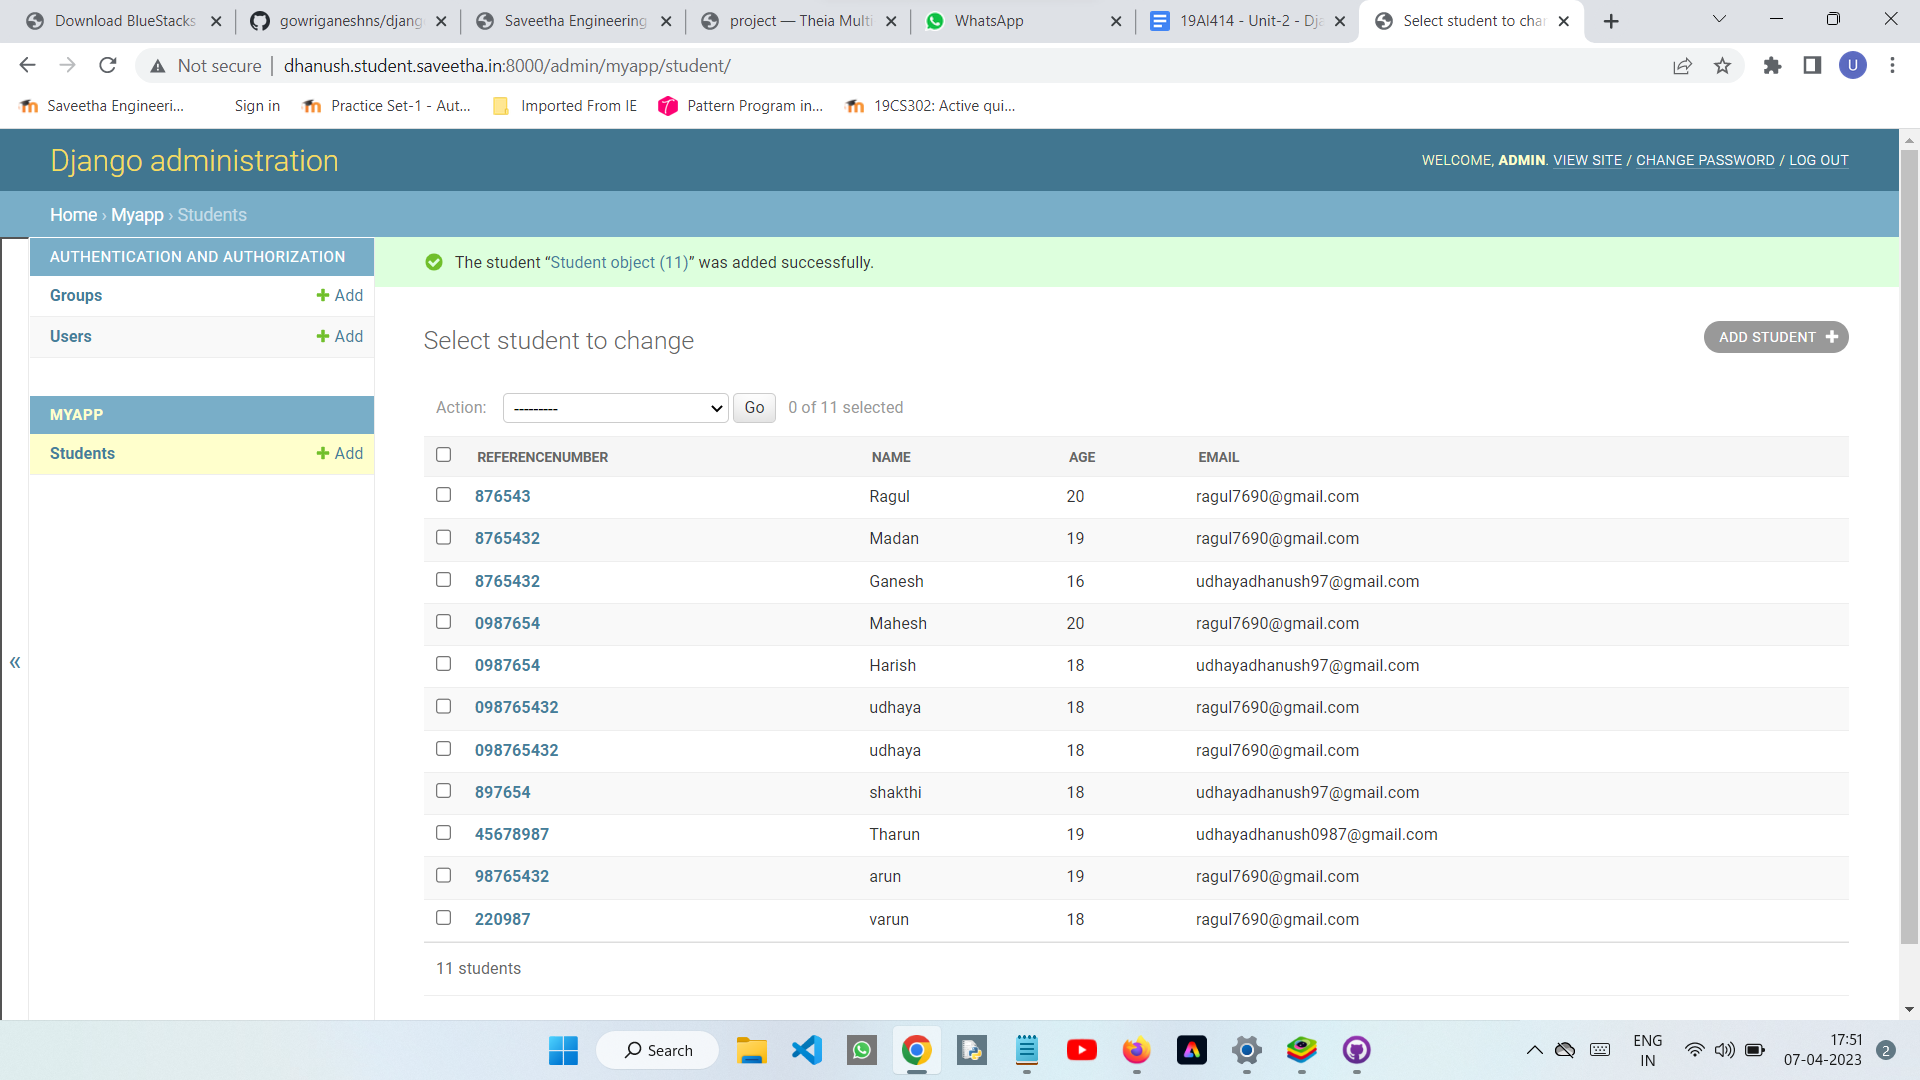 Download BlueStacks
gowriganeshns/djang
Saveetha Engineering
project — Theia Multi
WhatsApp
19AI414 - Unit-2 - Dja
Select student to chan
Not secure
dhanush.student.saveetha.in:8000/admin/myapp/student/
U
Saveetha Engineeri...
Sign in
Practice Set-1 - Aut...
Imported From IE
Pattern Program in...
19CS302: Active qui...
Django administration
WELCOME, ADMIN. VIEW SITE / CHANGE PASSWORD / LOG OUT
Home › Myapp › Students
AUTHENTICATION AND AUTHORIZATION
Groups + Add
Users + Add
MYAPP
Students + Add
«
The student “Student object (11)” was added successfully.
Select student to change
ADD STUDENT +
Action: --------- Go 0 of 11 selected
REFERENCENUMBER NAME AGE EMAIL
876543 Ragul 20 ragul7690@gmail.com
8765432 Madan 19 ragul7690@gmail.com
8765432 Ganesh 16 udhayadhanush97@gmail.com
0987654 Mahesh 20 ragul7690@gmail.com
0987654 Harish 18 udhayadhanush97@gmail.com
098765432 udhaya 18 ragul7690@gmail.com
098765432 udhaya 18 ragul7690@gmail.com
897654 shakthi 18 udhayadhanush97@gmail.com
45678987 Tharun 19 udhayadhanush0987@gmail.com
98765432 arun 19 ragul7690@gmail.com
220987 varun 18 ragul7690@gmail.com
11 students
Search
ENG
IN
17:51
07-04-2023
2